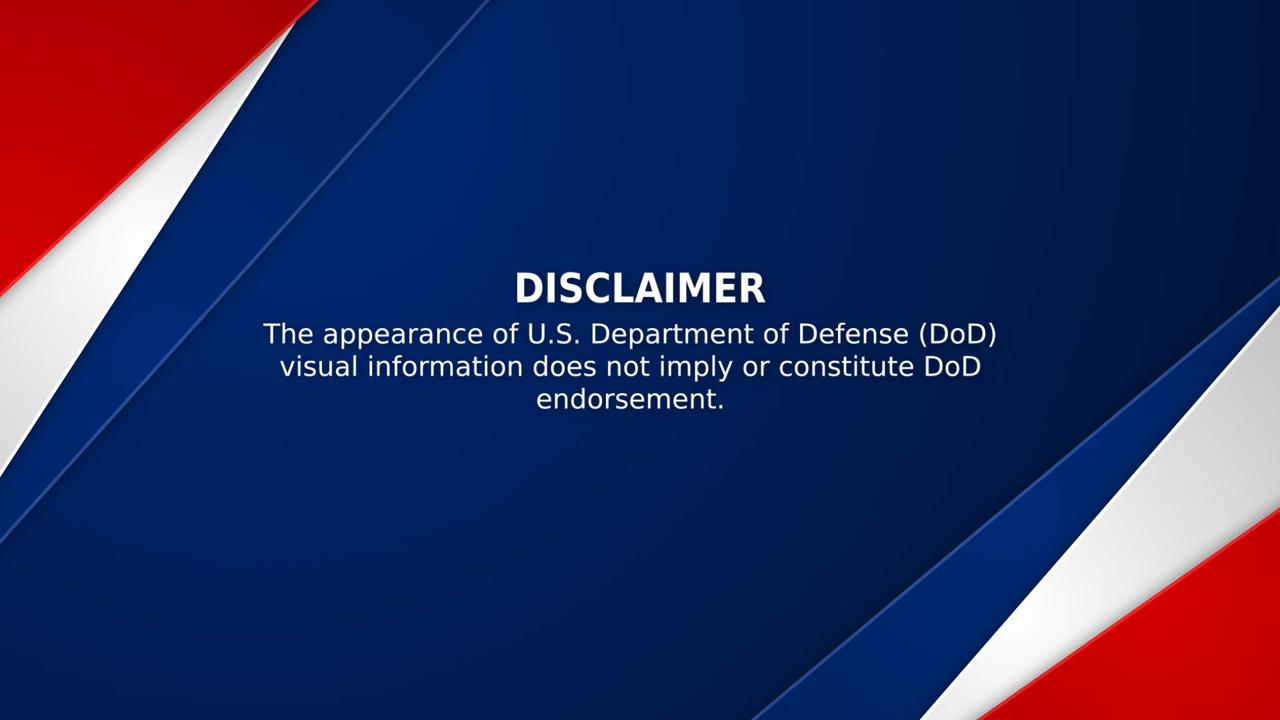 DISCLAIMER
The appearance of U.S. Department of Defense (DoD)
visual information does not imply or constitute DoD
endorsement.